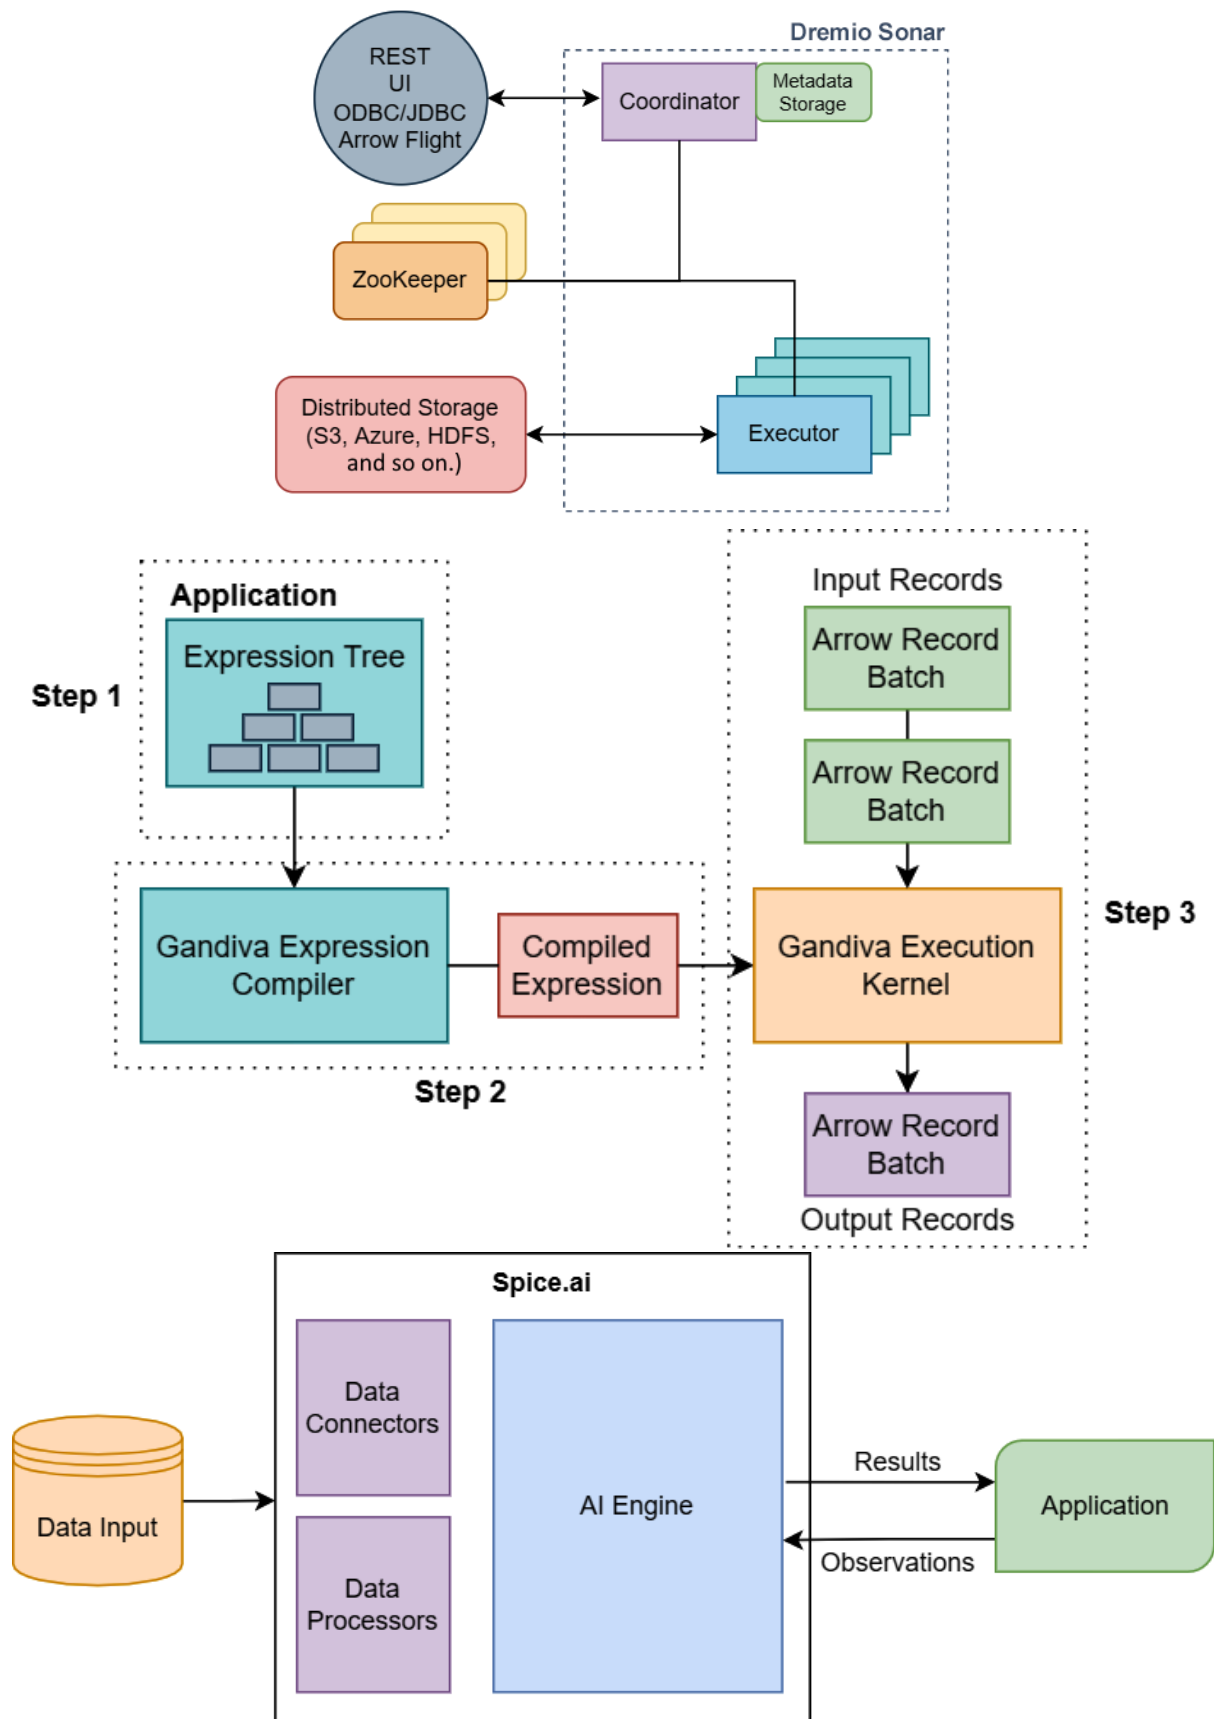 Dremio Sonar
REST
UI
ODBC/JDBC
Arrow Flight
Coordinator
Metadata
Storage
ZooKeeper
Distributed Storage
(S3, Azure, HDFS,
and so on.)
Executor
Application
Expression Tree
Step 1
Gandiva Expression
Compiler
Compiled
Expression
Step 2
Input Records
Arrow Record
Batch
Arrow Record
Batch
Gandiva Execution
Kernel
Step 3
Arrow Record
Batch
Output Records
Spice.ai
Data
Connectors
Data
Processors
AI Engine
Data Input
Results
Observations
Application